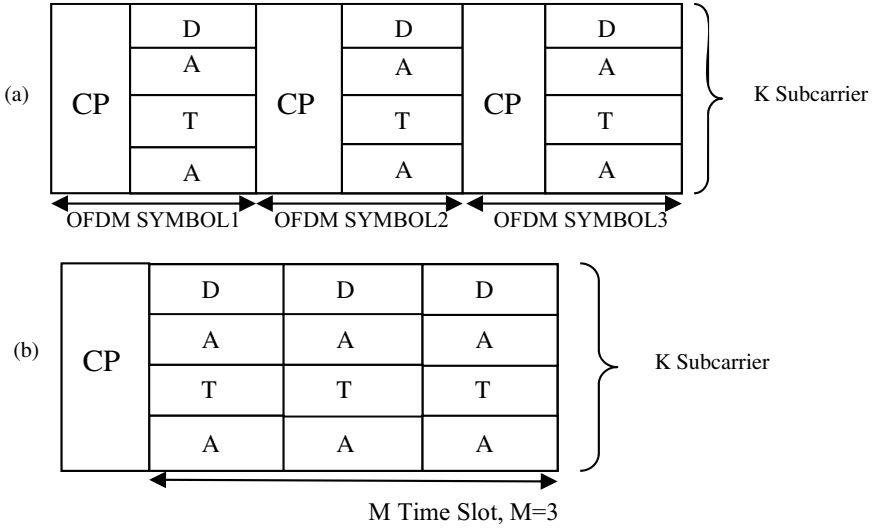 (a)
CP
D
A
T
A
CP
D
A
T
A
CP
D
A
T
A
K Subcarrier
OFDM SYMBOL1
OFDM SYMBOL2
OFDM SYMBOL3
(b)
CP
D D D
A A A
T T T
A A A
K Subcarrier
M Time Slot, M=3